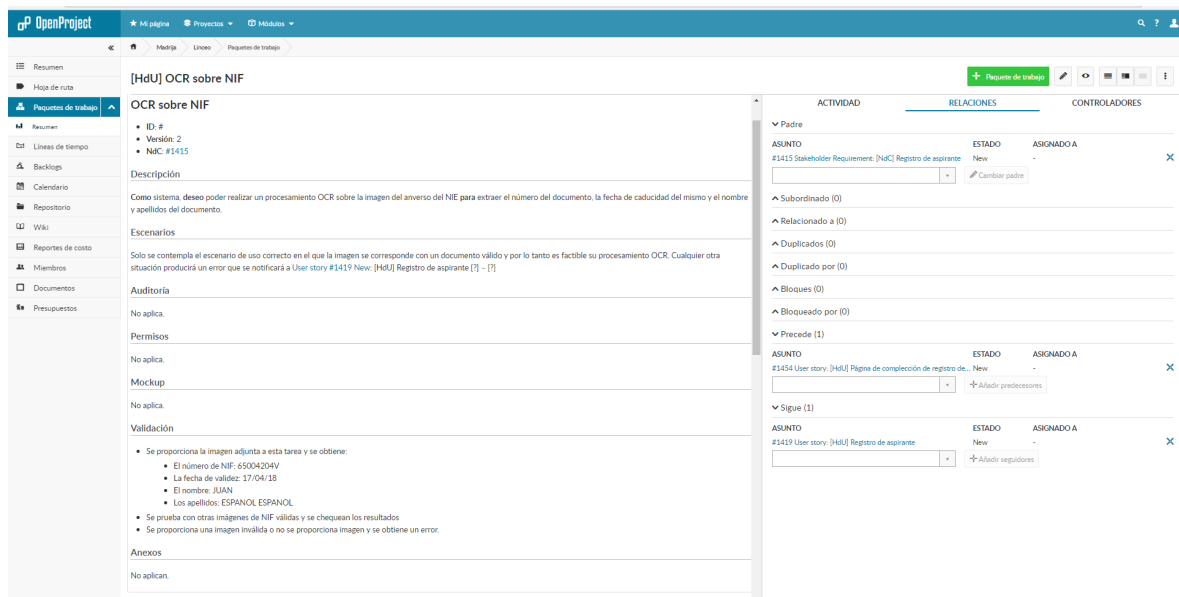 OpenProject
Mi página Proyectos Módulos
Madrija Linceo Paquetes de trabajo
Resumen
Hoja de ruta
Paquetes de trabajo
Resumen
Líneas de tiempo
Backlogs
Calendario
Repositorio
Wiki
Reportes de costo
Miembros
Documentos
Presupuestos
[HdU] OCR sobre NIF
+ Paquete de trabajo
OCR sobre NIF
• ID: #
• Versión: 2
• NdC: #1415
Descripción
Como sistema, deseo poder realizar un procesamiento OCR sobre la imagen del anverso del NIE para extraer el número del documento, la fecha de caducidad del mismo y el nombre
y apellidos del documento.
Escenarios
Solo se contempla el escenario de uso correcto en el que la imagen se corresponde con un documento válido y por lo tanto es factible su procesamiento OCR. Cualquier otra
situación producirá un error que se notificará a User story #1419 New: [HdU] Registro de aspirante [?] – [?]
Auditoría
No aplica.
Permisos
No aplica.
Mockup
No aplica.
Validación
• Se proporciona la imagen adjunta a esta tarea y se obtiene:
• El número de NIF: 65004204V
• La fecha de validez: 17/04/18
• El nombre: JUAN
• Los apellidos: ESPANOL ESPANOL
• Se prueba con otras imágenes de NIF válidas y se chequean los resultados
• Se proporciona una imagen inválida o no se proporciona imagen y se obtiene un error.
Anexos
No aplican.
ACTIVIDAD RELACIONES CONTROLADORES
Padre
ASUNTO ESTADO ASIGNADO A
#1415 Stakeholder Requirement: [NdC] Registro de aspirante New -
Cambiar padre
Subordinado (0)
Relacionado a (0)
Duplicados (0)
Duplicado por (0)
Bloques (0)
Bloqueado por (0)
Precede (1)
ASUNTO ESTADO ASIGNADO A
#1454 User story: [HdU] Página de complección de registro de... New -
+ Añadir predecesores
Sigue (1)
ASUNTO ESTADO ASIGNADO A
#1419 User story: [HdU] Registro de aspirante New -
+ Añadir seguidores